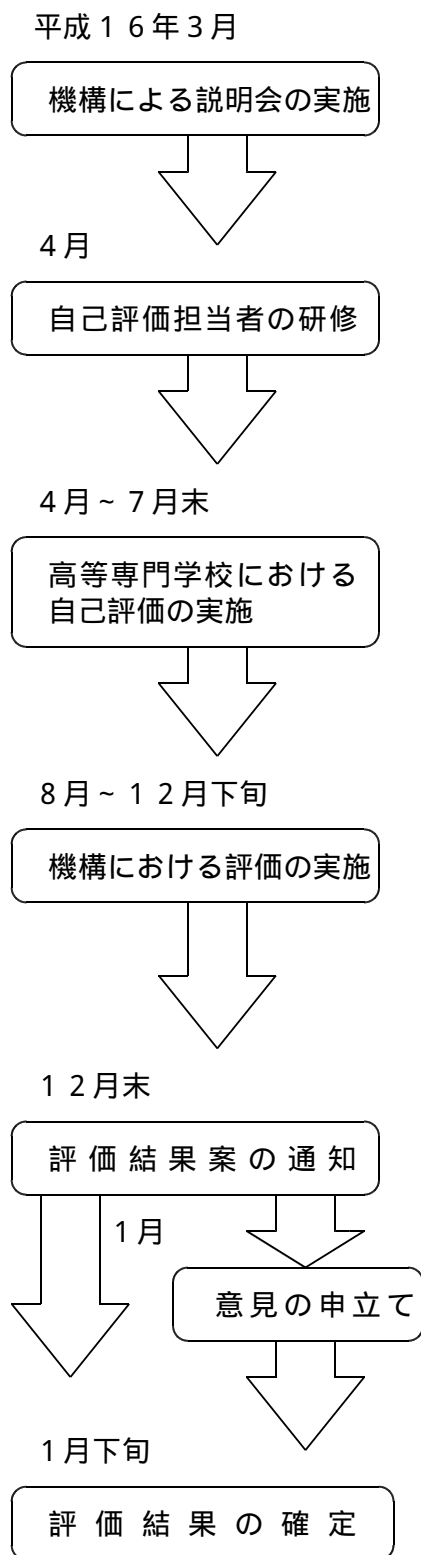 平成１６年３月
機構による説明会の実施
４月
自己評価担当者の研修
４月～７月末
高等専門学校における
自己評価の実施
８月～１２月下旬
機構における評価の実施
１２月末
評価結果案の通知
１月
意見の申立て
１月下旬
評価結果の確定